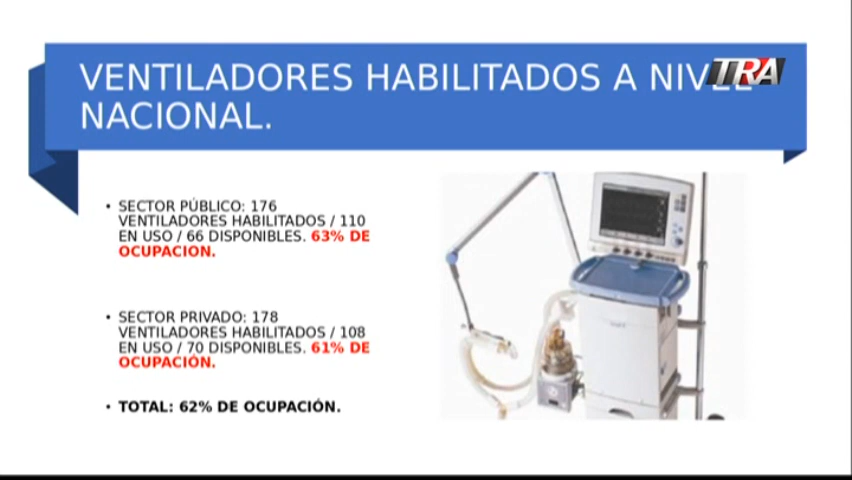 VENTILADORES HABILITADOS A NIVEL
TRA
NACIONAL.
• SECTOR PÚBLICO: 176
VENTILADORES HABILITADOS / 110
EN USO / 66 DISPONIBLES. 63% DE
OCUPACION.
• SECTOR PRIVADO: 178
VENTILADORES HABILITADOS / 108
EN USO / 70 DISPONIBLES. 61% DE
OCUPACIÓN.
• TOTAL: 62% DE OCUPACIÓN.